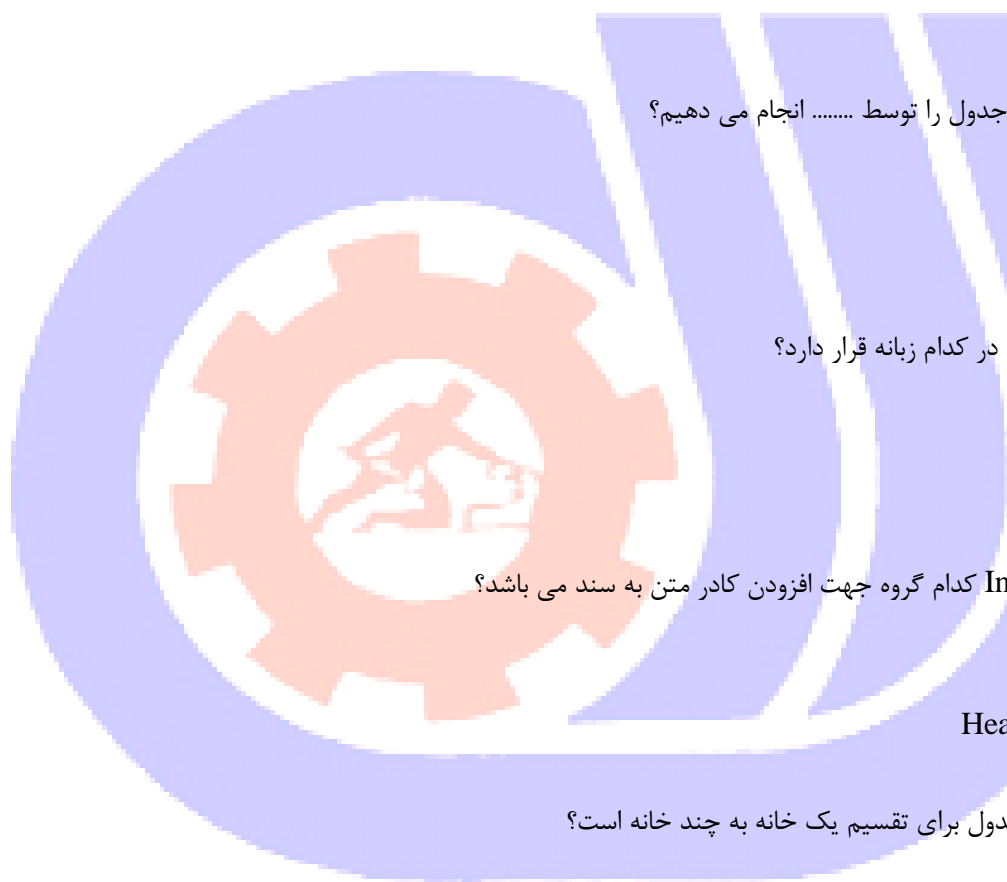 جدول را توسط ........ انجام می دهیم؟
در کدام زبانه قرار دارد؟
In کدام گروه جهت افزودن کادر متن به سند می باشد؟
Hea
دول برای تقسیم یک خانه به چند خانه است؟